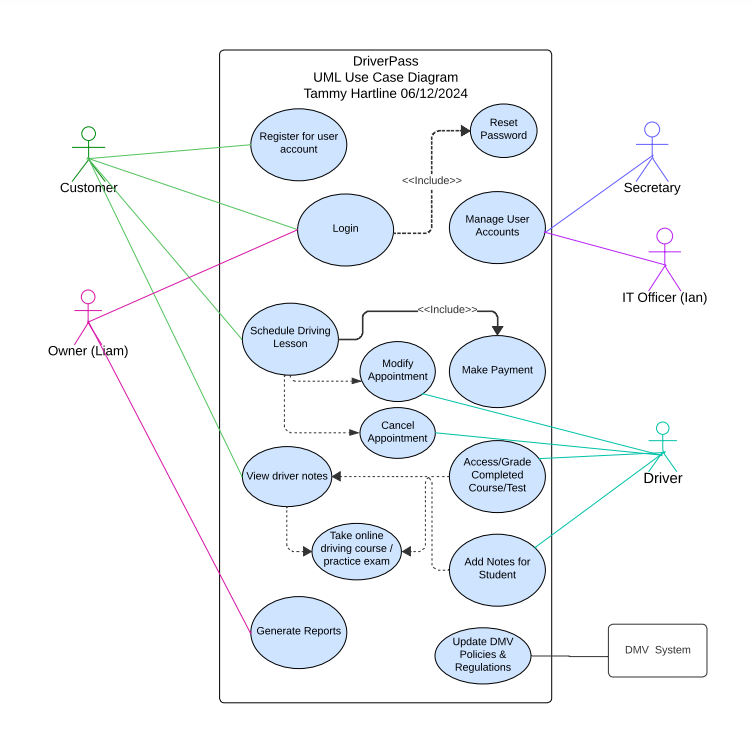 DriverPass
UML Use Case Diagram
Tammy Hartline 06/12/2024
Register for user
account
Reset
Password
Customer
<<Include>>
Secretary
Login
Manage User
Accounts
IT Officer (Ian)
Owner (Liam)
<<Include>>
Schedule Driving
Lesson
Modify
Appointment
Make Payment
Cancel
Appointment
Driver
View driver notes
Access/Grade
Completed
Course/Test
Take online
driving course /
practice exam
Add Notes for
Student
Generate Reports
Update DMV
Policies &
Regulations
DMV System